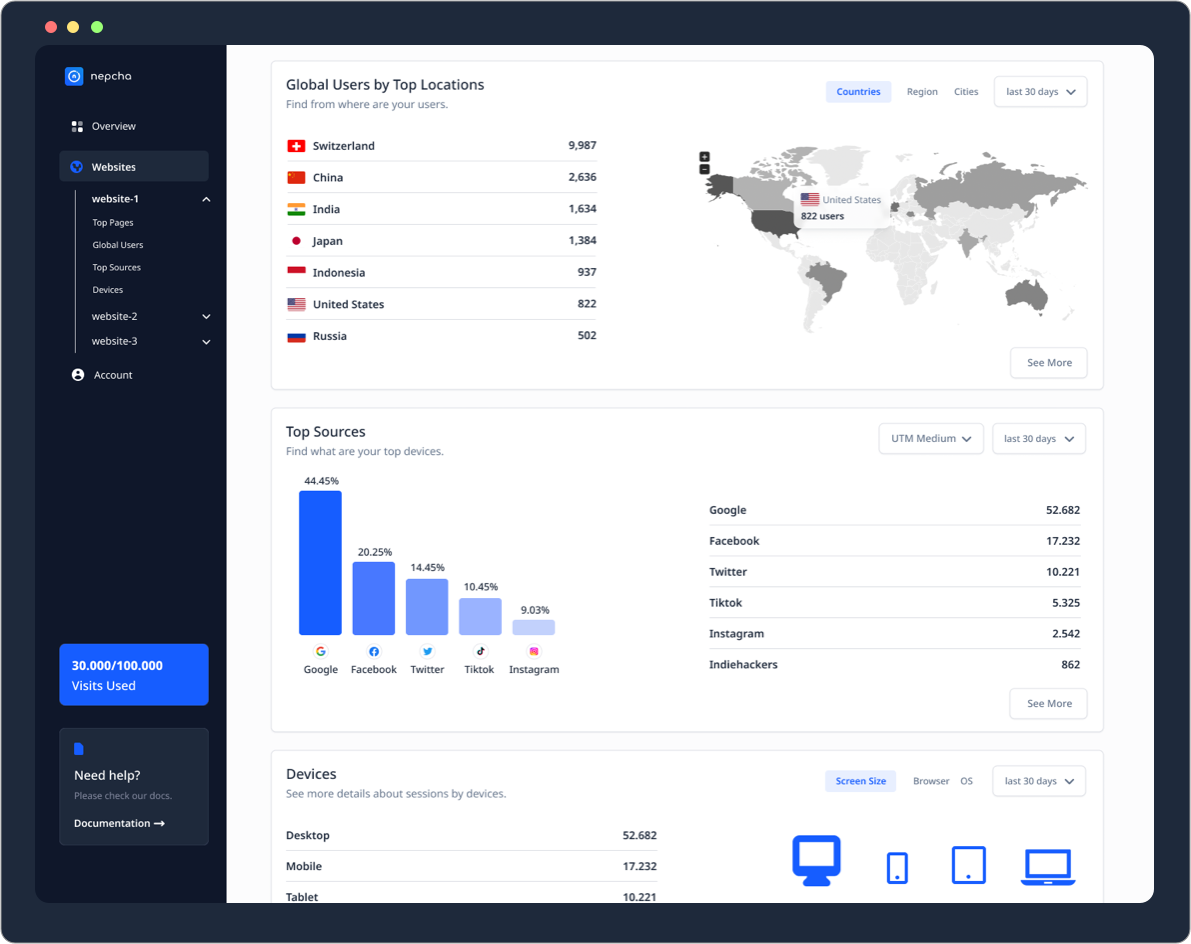 nepcha
Overview
Websites
website-1
Top Pages
Global Users
Top Sources
Devices
website-2
website-3
Account
30.000/100.000
Visits Used
Need help?
Please check our docs.
Documentation →
Global Users by Top Locations
Find from where are your users.
Countries Region Cities last 30 days
Switzerland 9,987
China 2,636
India 1,634
Japan 1,384
Indonesia 937
United States 822
Russia 502
+
-
United States
822 users
See More
Top Sources
Find what are your top devices.
UTM Medium last 30 days
44.45%
20.25%
14.45%
10.45%
9.03%
Google Facebook Twitter Tiktok Instagram
Google 52.682
Facebook 17.232
Twitter 10.221
Tiktok 5.325
Instagram 2.542
Indiehackers 862
See More
Devices
See more details about sessions by devices.
Screen Size Browser OS last 30 days
Desktop 52.682
Mobile 17.232
Tablet 10.221